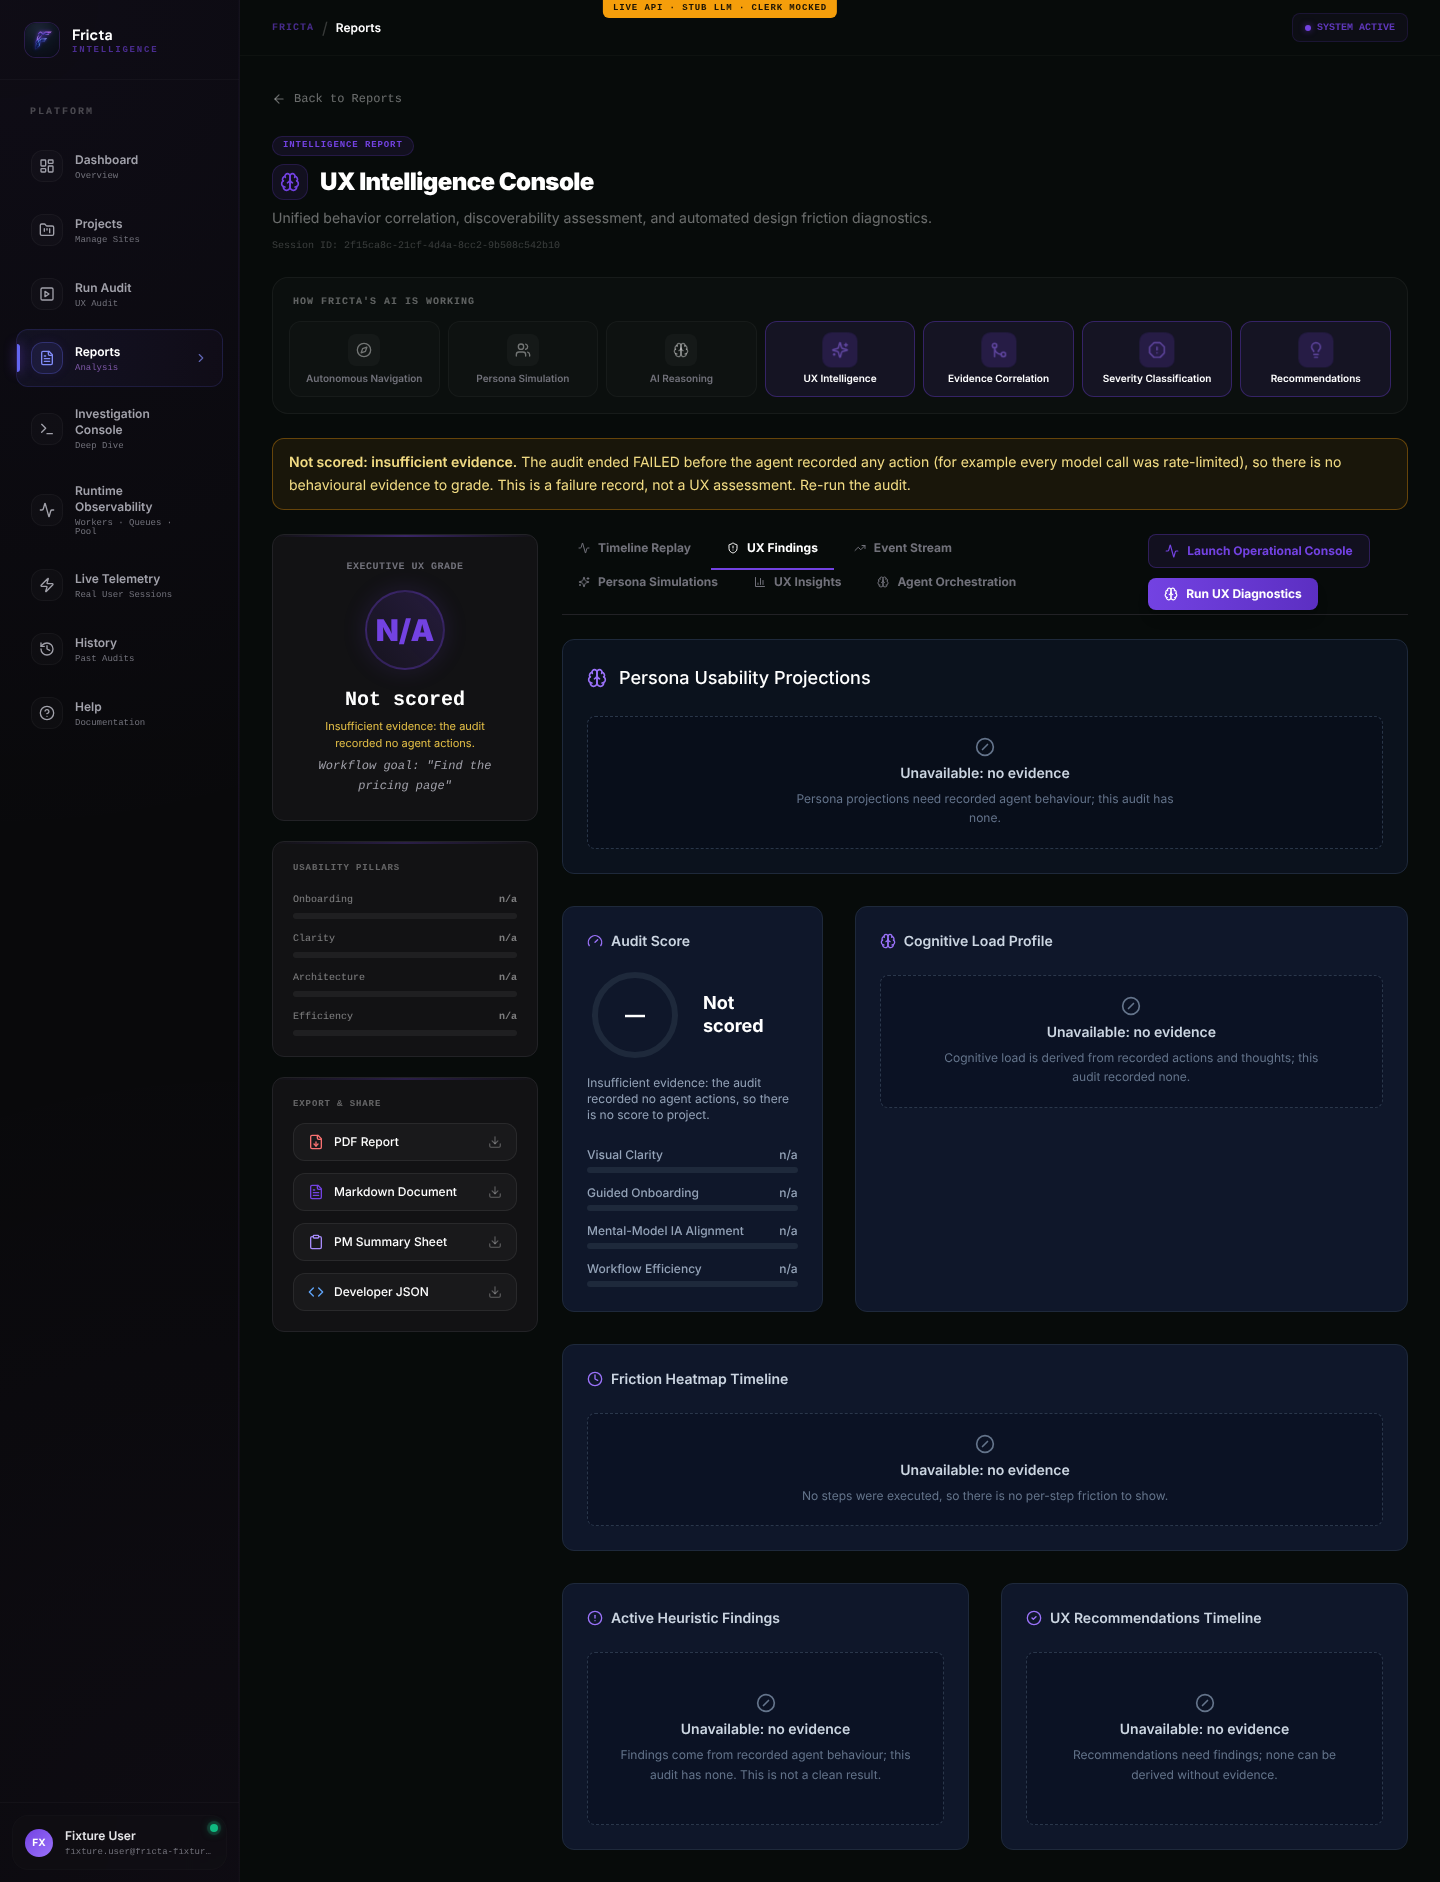 LIVE API · STUB LLM · CLERK MOCKED
Fricta
INTELLIGENCE
FRICTA / Reports
SYSTEM ACTIVE
PLATFORM
Dashboard
Overview
Projects
Manage Sites
Run Audit
UX Audit
Reports
Analysis
Investigation
Console
Deep Dive
Runtime
Observability
Workers · Queues ·
Pool
Live Telemetry
Real User Sessions
History
Past Audits
Help
Documentation
Fixture User
FX
fixture.user@fricta-fixtur…
Back to Reports
INTELLIGENCE REPORT
UX Intelligence Console
Unified behavior correlation, discoverability assessment, and automated design friction diagnostics.
Session ID: 2f15ca8c-21cf-4d4a-8cc2-9b508c542b10
HOW FRICTA'S AI IS WORKING
Autonomous Navigation
Persona Simulation
AI Reasoning
UX Intelligence
Evidence Correlation
Severity Classification
Recommendations
Not scored: insufficient evidence. The audit ended FAILED before the agent recorded any action (for example every model call was rate-limited), so there is no
behavioural evidence to grade. This is a failure record, not a UX assessment. Re-run the audit.
EXECUTIVE UX GRADE
N/A
Not scored
Insufficient evidence: the audit
recorded no agent actions.
Workflow goal: "Find the
pricing page"
USABILITY PILLARS
Onboarding n/a
Clarity n/a
Architecture n/a
Efficiency n/a
EXPORT & SHARE
PDF Report
Markdown Document
PM Summary Sheet
Developer JSON
Timeline Replay
UX Findings
Event Stream
Persona Simulations
UX Insights
Agent Orchestration
Launch Operational Console
Run UX Diagnostics
Persona Usability Projections
Unavailable: no evidence
Persona projections need recorded agent behaviour; this audit has
none.
Audit Score
—
Not
scored
Insufficient evidence: the audit
recorded no agent actions, so there
is no score to project.
Visual Clarity n/a
Guided Onboarding n/a
Mental-Model IA Alignment n/a
Workflow Efficiency n/a
Cognitive Load Profile
Unavailable: no evidence
Cognitive load is derived from recorded actions and thoughts; this
audit recorded none.
Friction Heatmap Timeline
Unavailable: no evidence
No steps were executed, so there is no per-step friction to show.
Active Heuristic Findings
Unavailable: no evidence
Findings come from recorded agent behaviour; this
audit has none. This is not a clean result.
UX Recommendations Timeline
Unavailable: no evidence
Recommendations need findings; none can be
derived without evidence.